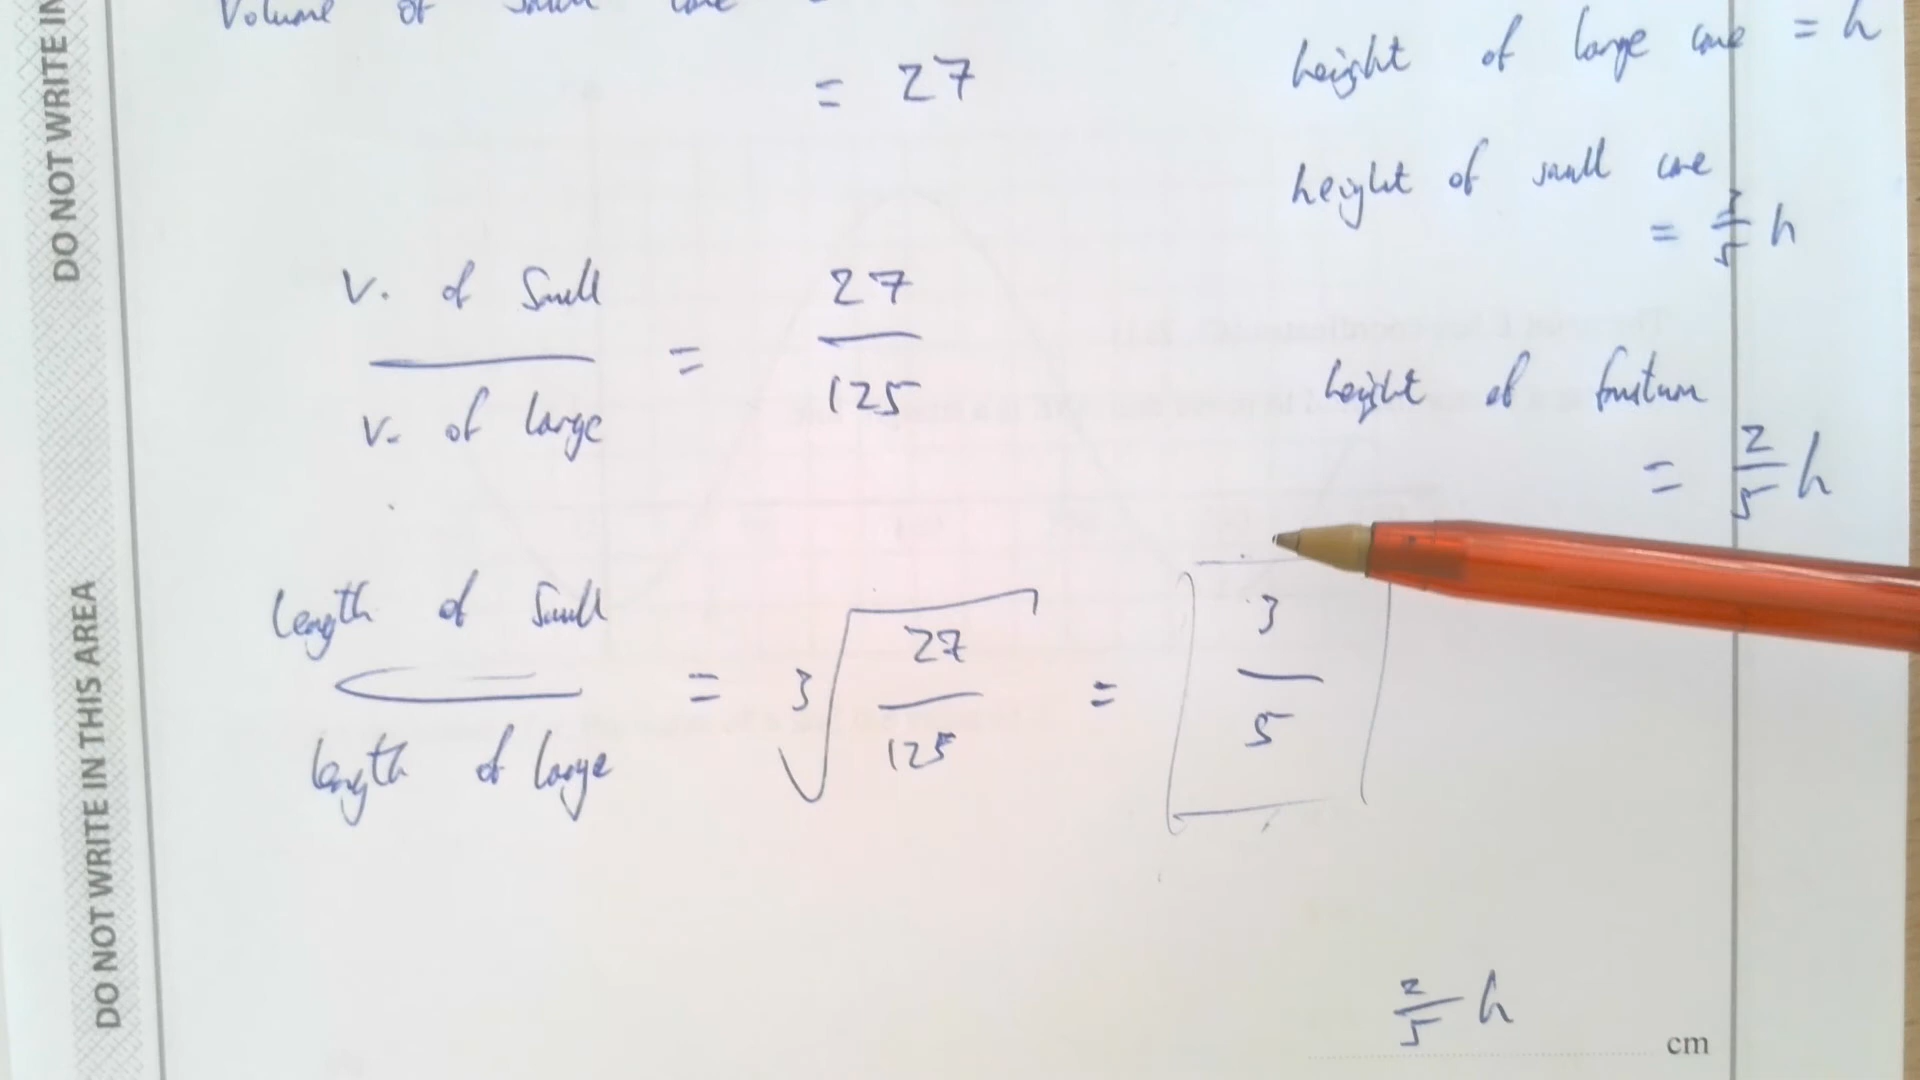 Volume of small cone =
= 27
height of large cone = h
height of small cone
= 3/5 h
V. of Small
V. of large
= 27/125
height of frustum
= 2/5 h
length of Small
length of large
= ³√27/125 = 3/5
2/5 h
cm
DO NOT WRITE IN
DO NOT WRITE IN THIS AREA